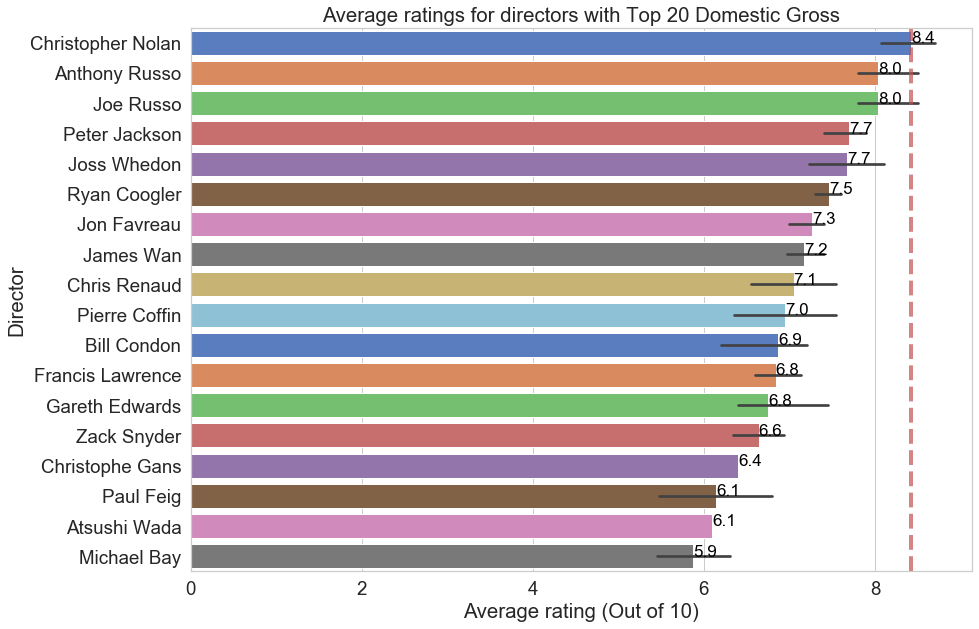 Average ratings for directors with Top 20 Domestic Gross
Christopher Nolan 8.4
Anthony Russo 8.0
Joe Russo 8.0
Peter Jackson 7.7
Joss Whedon 7.7
Ryan Coogler 7.5
Jon Favreau 7.3
James Wan 7.2
Chris Renaud 7.1
Pierre Coffin 7.0
Bill Condon 6.9
Francis Lawrence 6.8
Gareth Edwards 6.8
Zack Snyder 6.6
Christophe Gans 6.4
Paul Feig 6.1
Atsushi Wada 6.1
Michael Bay 5.9
Director
0 2 4 6 8
Average rating (Out of 10)